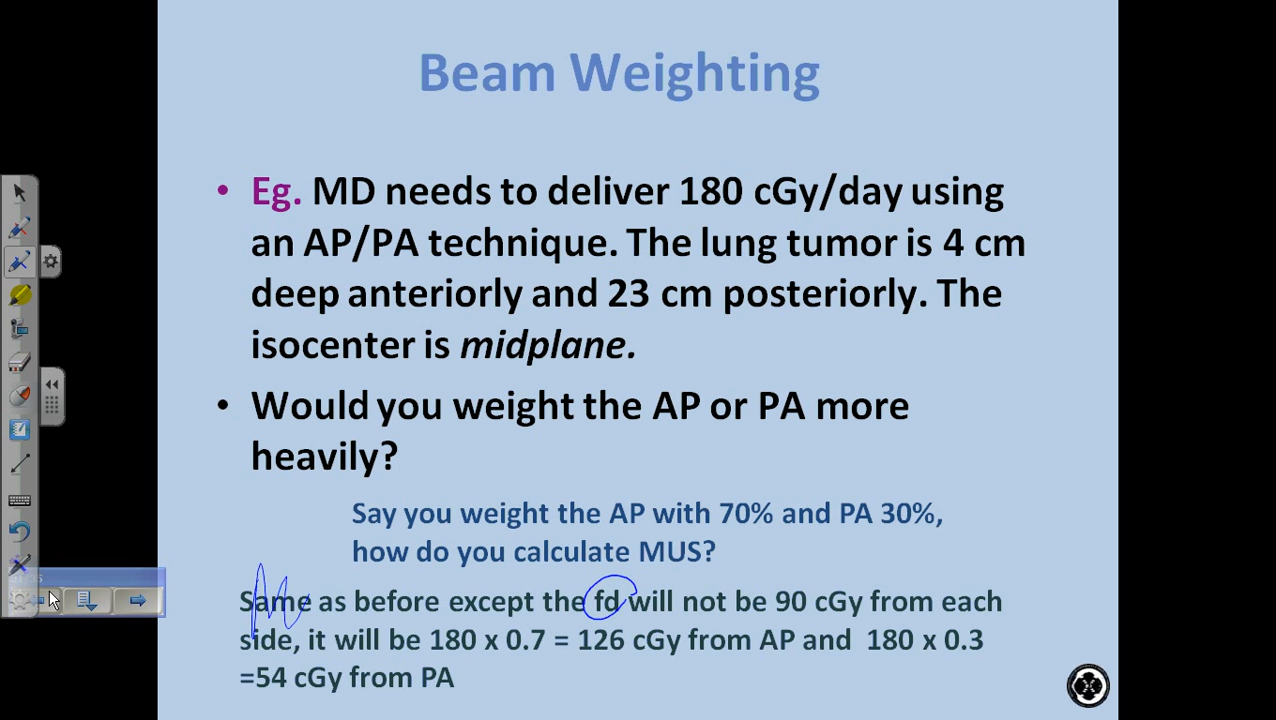 Beam Weighting
• Eg. MD needs to deliver 180 cGy/day using
an AP/PA technique. The lung tumor is 4 cm
deep anteriorly and 23 cm posteriorly. The
isocenter is midplane.
• Would you weight the AP or PA more
heavily?
Say you weight the AP with 70% and PA 30%,
how do you calculate MUS?
Same as before except the fd will not be 90 cGy from each
side, it will be 180 x 0.7 = 126 cGy from AP and 180 x 0.3
=54 cGy from PA